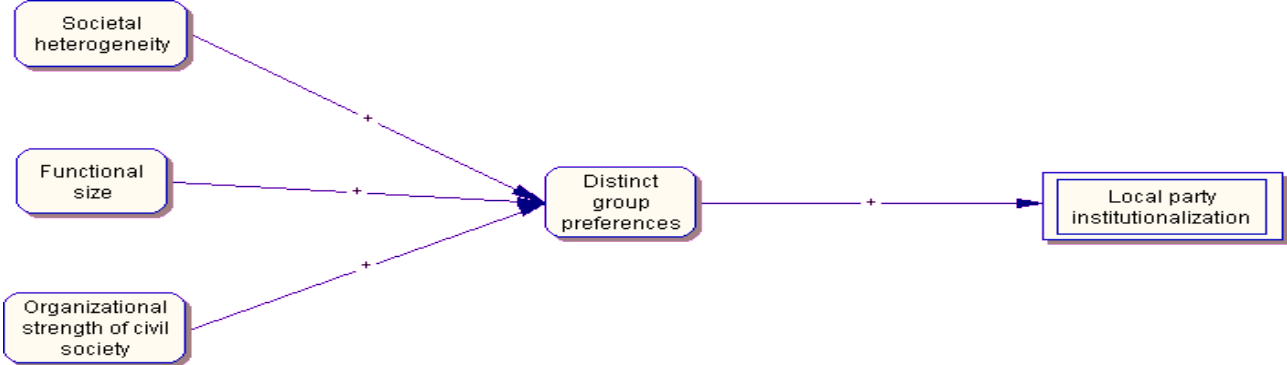 Societal
heterogeneity
+
Functional
size
+
Distinct
group
preferences
+
Local party
institutionalization
+
Organizational
strength of civil
society